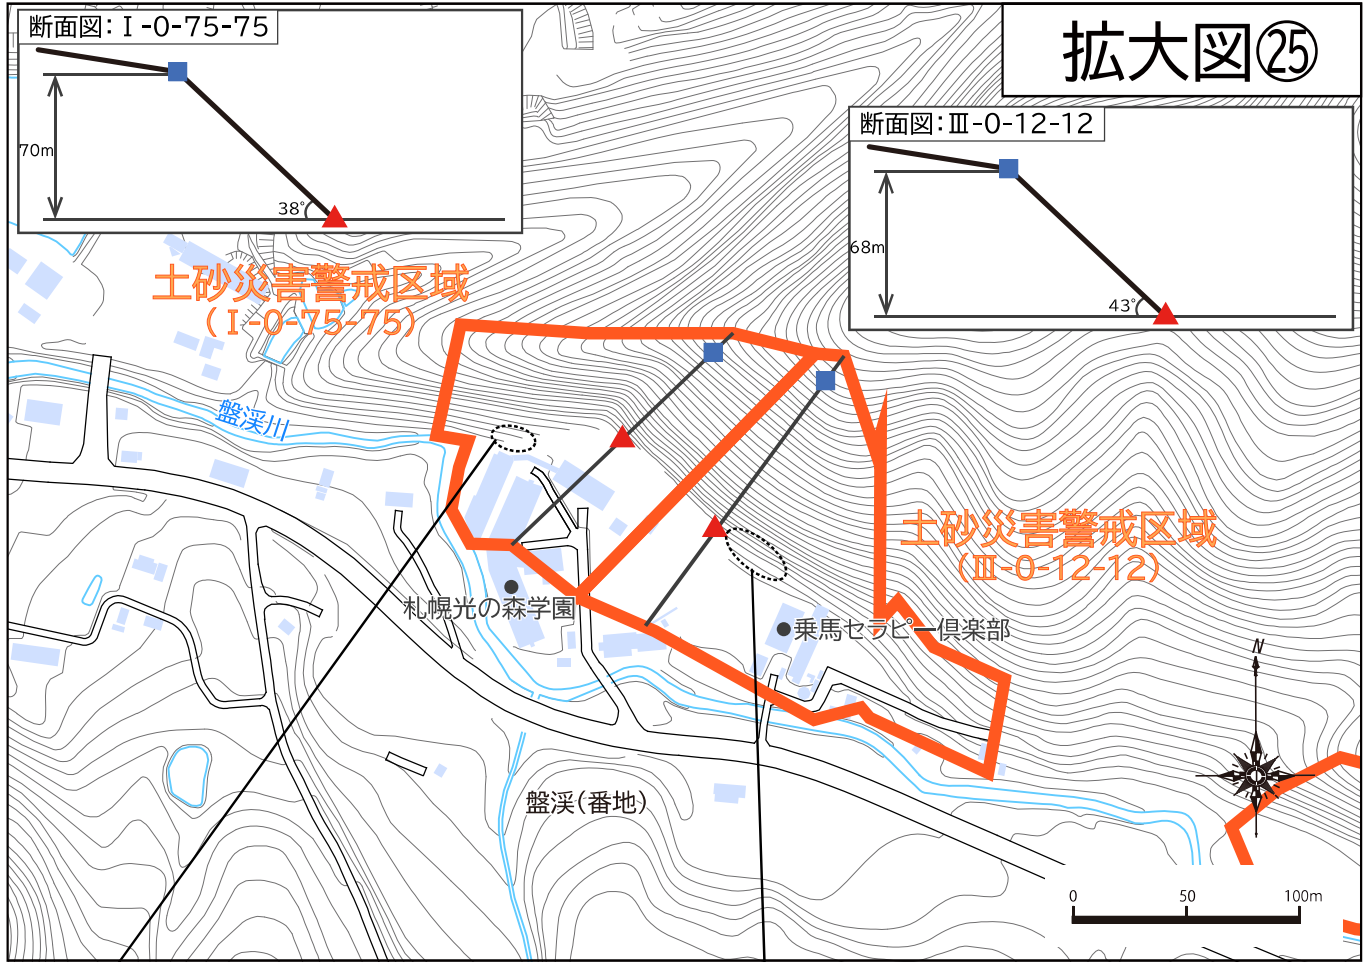 断面図：Ⅰ-0-75-75
70m
38°
拡大図㉕
断面図：Ⅲ-0-12-12
68m
43°
土砂災害警戒区域
（Ⅰ-0-75-75）
盤渓川
土砂災害警戒区域
（Ⅲ-0-12-12）
札幌光の森学園
乗馬セラピー倶楽部
N
盤渓（番地）
0 50 100m